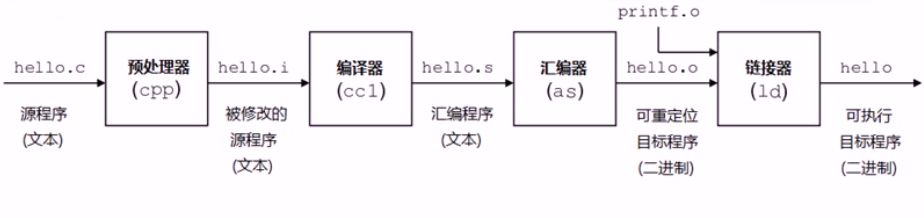 printf.o
hello.c
预处理器
(cpp)
hello.i
编译器
(cc1)
hello.s
汇编器
(as)
hello.o
链接器
(ld)
hello
源程序
(文本)
被修改的
源程序
(文本)
汇编程序
(文本)
可重定位
目标程序
(二进制)
可执行
目标程序
(二进制)